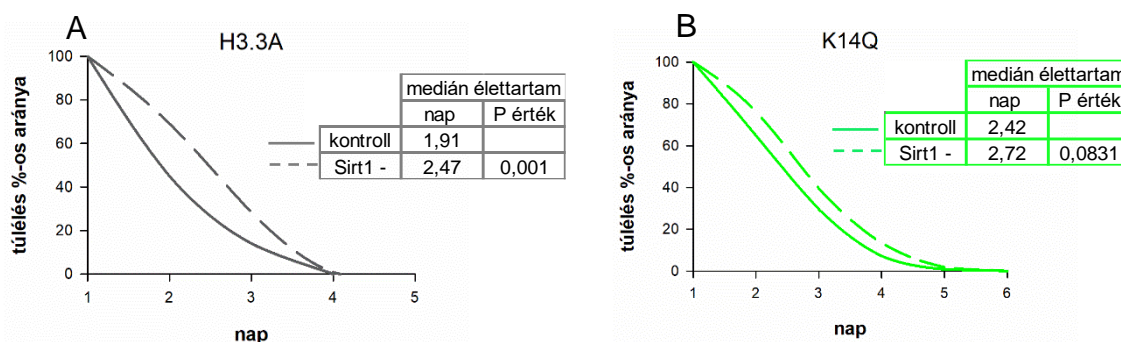 A
H3.3A
túlélés %-os aránya
100
80
60
40
20
0
1 2 3 4 5
nap
medián élettartam
nap P érték
kontroll 1,91
Sirt1 - 2,47 0,001
B
K14Q
túlélés %-os aránya
100
80
60
40
20
0
1 2 3 4 5 6
nap
medián élettartam
nap P érték
kontroll 2,42
Sirt1 - 2,72 0,0831